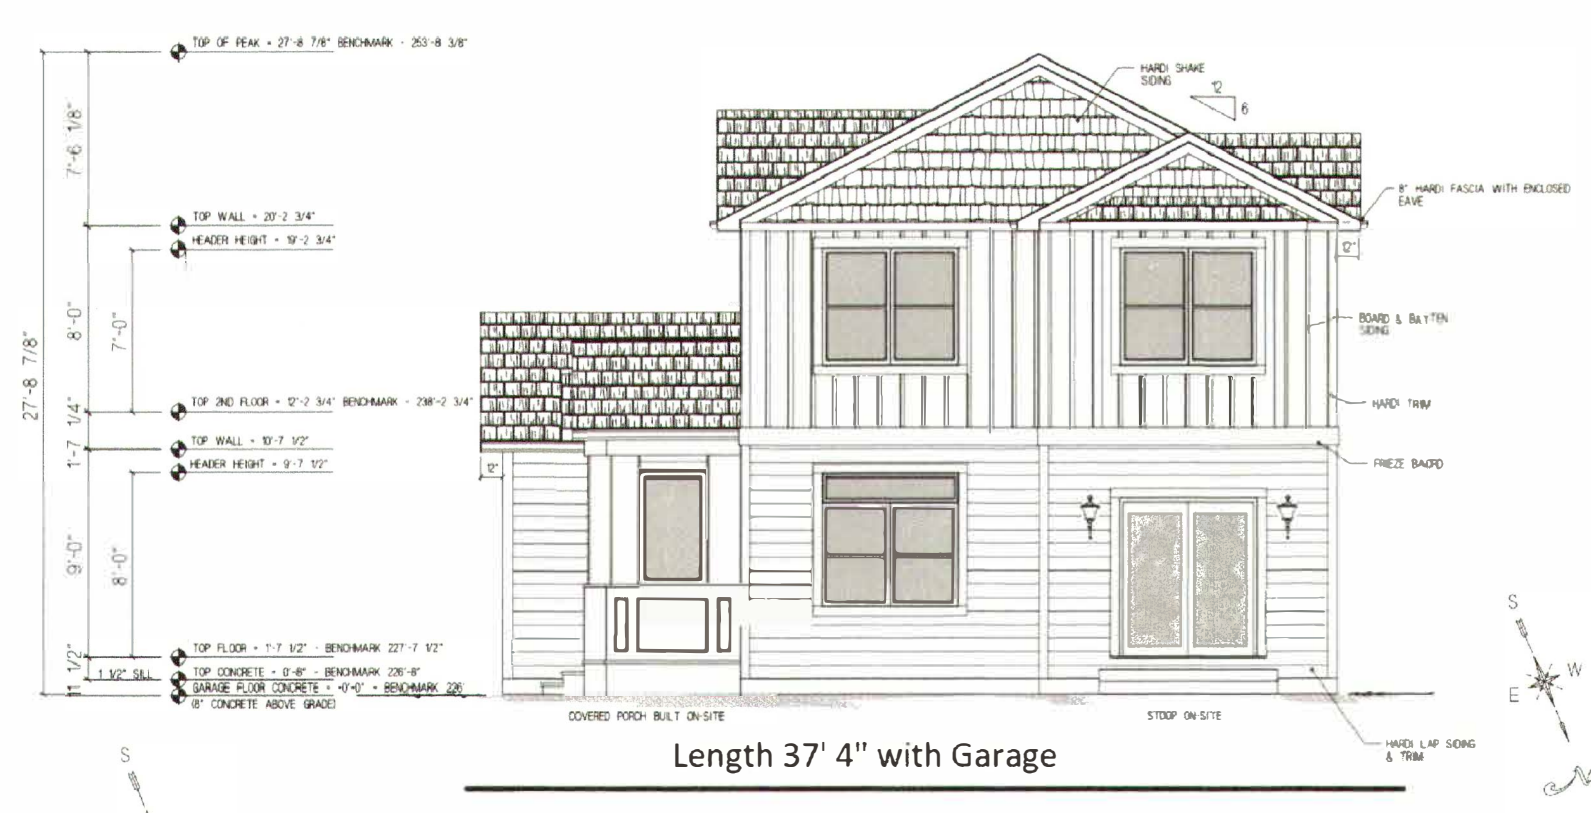 TOP OF PEAK = 27'-8 7/8" BENCHMARK - 253'-8 3/8"
HARDI SHAKE
SIDING
12
6
7'-6 1/8"
8" HARDI FASCIA WITH ENCLOSED
EAVE
TOP WALL = 20'-2 3/4"
HEADER HEIGHT = 19'-2 3/4"
12"
8'-0"
7'-0"
BOARD & BATTEN
SIDING
27'-8 7/8"
TOP 2ND FLOOR = 12'-2 3/4" BENCHMARK - 238'-2 3/4"
HARDI TRIM
1'-7 1/4"
TOP WALL = 10'-7 1/2"
HEADER HEIGHT = 9'-7 1/2"
12"
FRIEZE BAORD
9'-0"
8'-0"
TOP FLOOR = 1'-7 1/2" - BENCHMARK 227'-7 1/2"
11 1/2"
1 1/2" SILL
TOP CONCRETE = 0'-8" - BENCHMARK 226'-8"
GARAGE FLOOR CONCRETE = +0'+0" = BENCHMARK 226'
(8" CONCRETE ABOVE GRADE)
COVERED PORCH BUILT ON-SITE
STOOP ON-SITE
HARDI LAP SIDING
& TRIM
Length 37' 4" with Garage
S
S
W
E
N